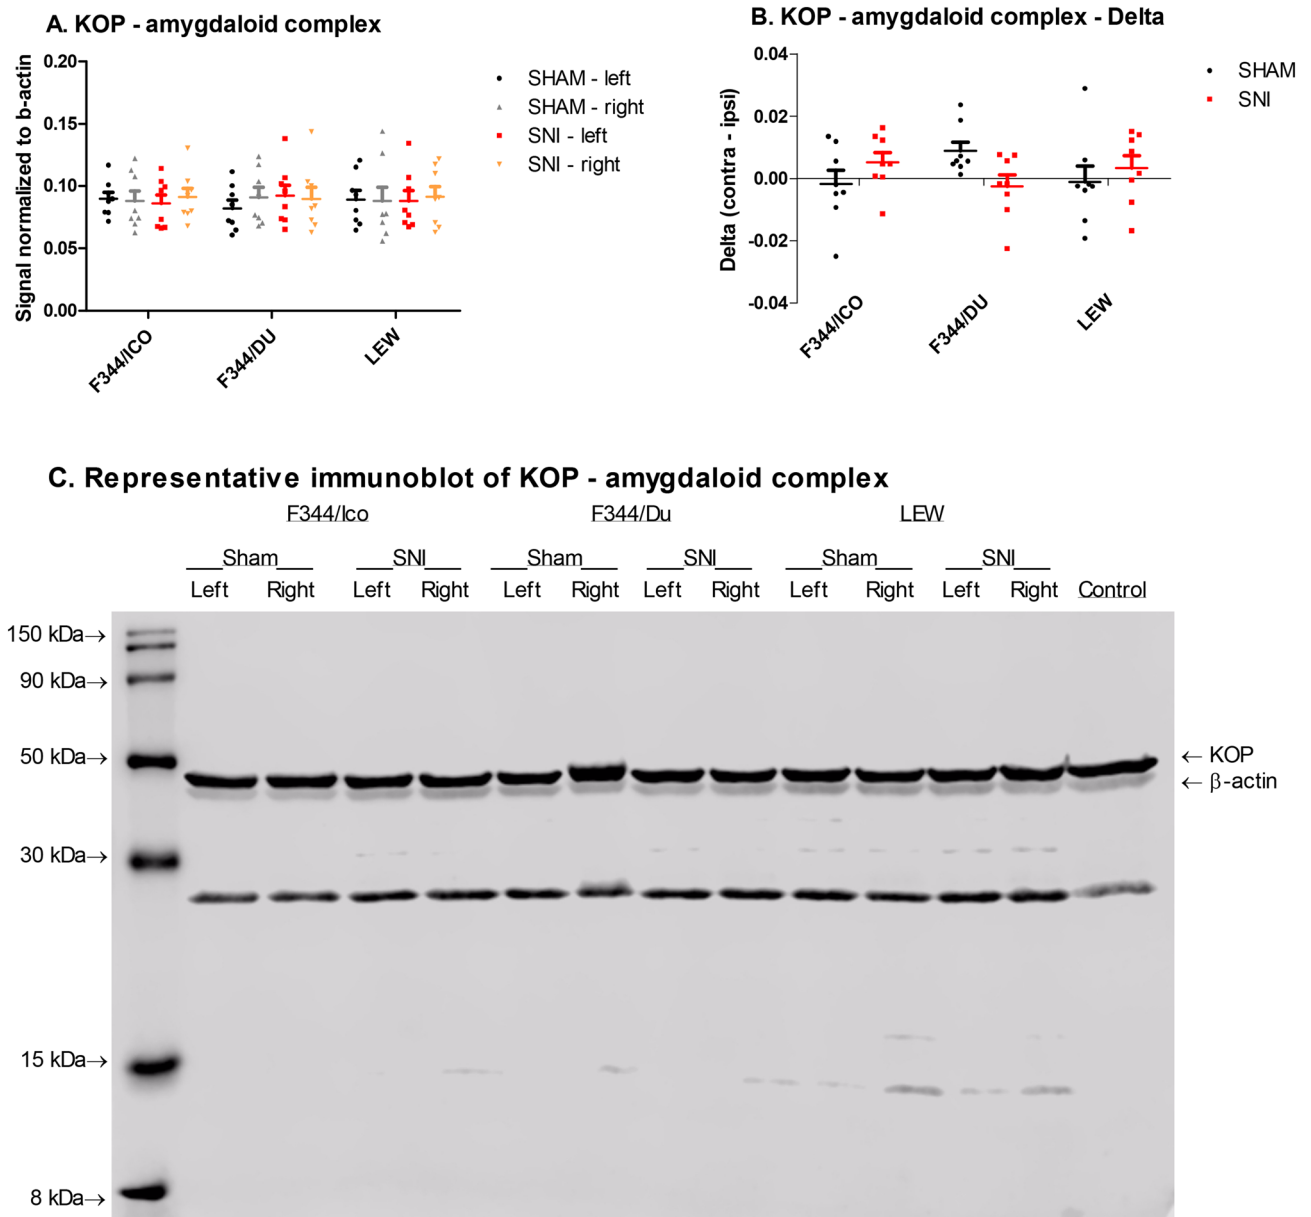 A. KOP - amygdaloid complex
Signal normalized to b-actin
0.20
0.15
0.10
0.05
0.00
F344/ICO
F344/DU
LEW
SHAM - left
SHAM - right
SNI - left
SNI - right
B. KOP - amygdaloid complex - Delta
Delta (contra - ipsi)
0.04
0.02
0.00
-0.02
-0.04
F344/ICO
F344/DU
LEW
SHAM
SNI
C. Representative immunoblot of KOP - amygdaloid complex
F344/Ico F344/Du LEW
Sham SNI Sham SNI Sham SNI
Left Right Left Right Left Right Left Right Left Right Left Right Control
150 kDa→
90 kDa→
50 kDa→
30 kDa→
15 kDa→
8 kDa→
← KOP
← β-actin